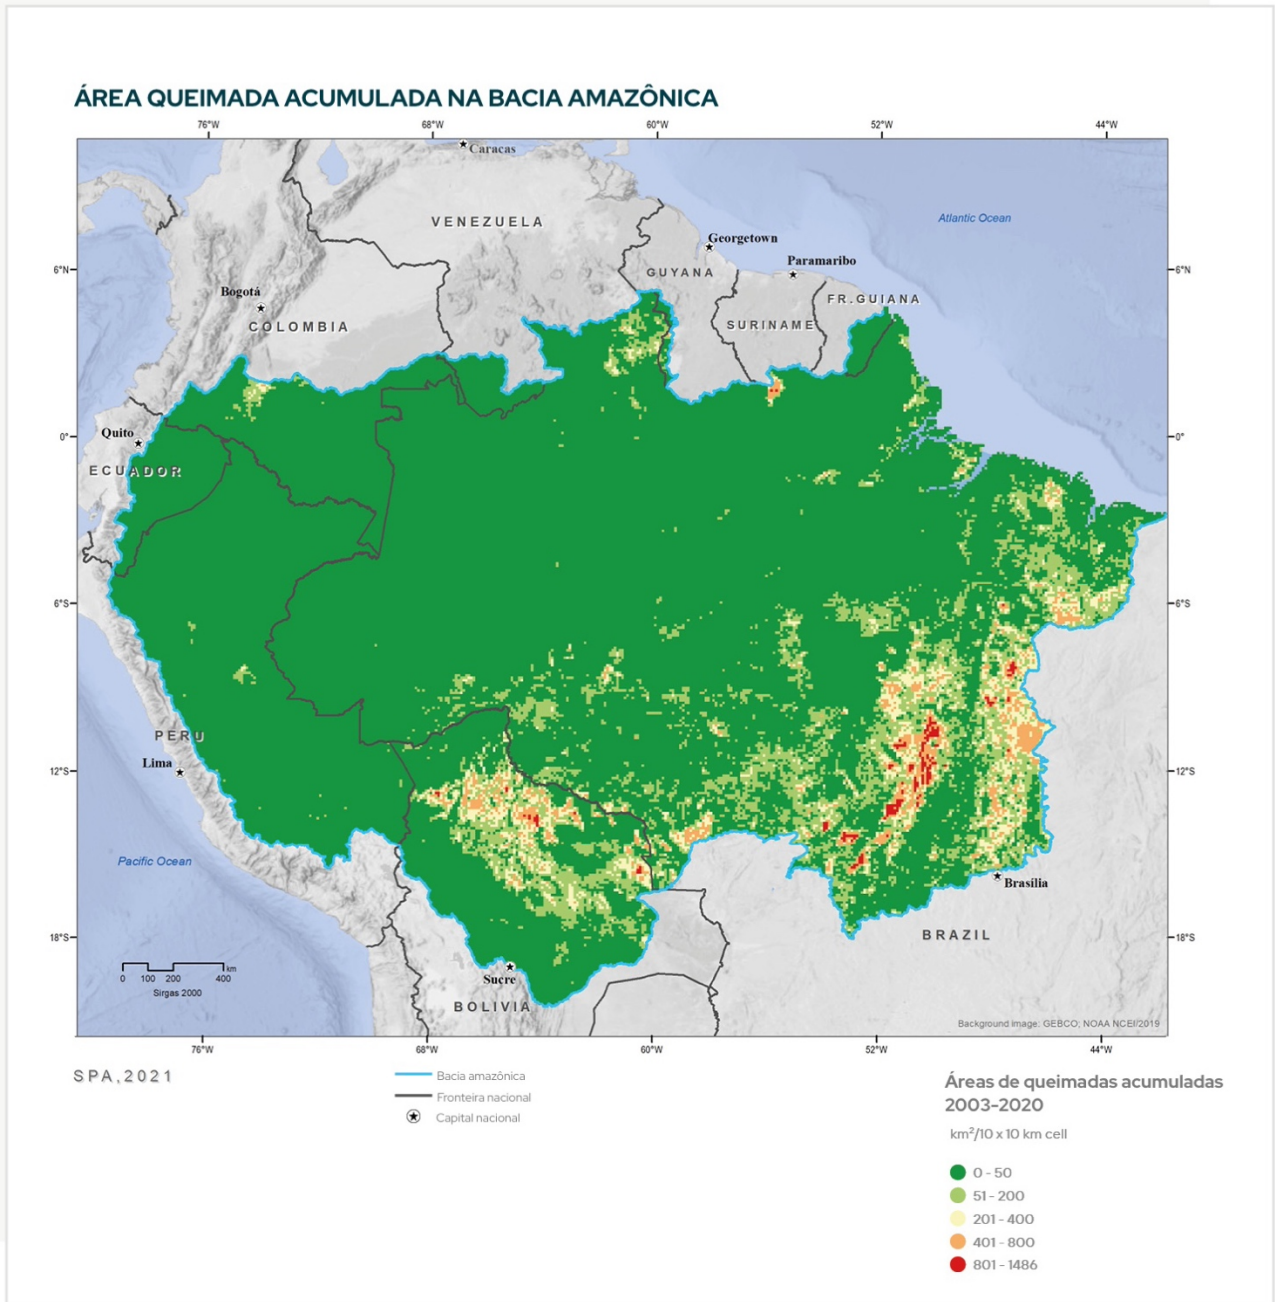 ÁREA QUEIMADA ACUMULADA NA BACIA AMAZÔNICA
76°W 68°W 60°W 52°W 44°W
Caracas
VENEZUELA
Atlantic Ocean
Georgetown
Paramaribo
6°N 6°N
GUYANA
Bogotá
FR.GUIANA
COLOMBIA
SURINAME
Quito
0° 0°
ECUADOR
6°S 6°S
PERU
Lima
12°S 12°S
Pacific Ocean
Brasília
18°S BRAZIL 18°S
km
0 100 200 400
Sirgas 2000
Sucre
BOLIVIA
Background image: GEBCO; NOAA NCEI/2019
76°W 68°W 60°W 52°W 44°W
SPA,2021
Bacia amazônica
Fronteira nacional
Capital nacional
Áreas de queimadas acumuladas
2003-2020
km²/10 x 10 km cell
0 - 50
51 - 200
201 - 400
401 - 800
801 - 1486